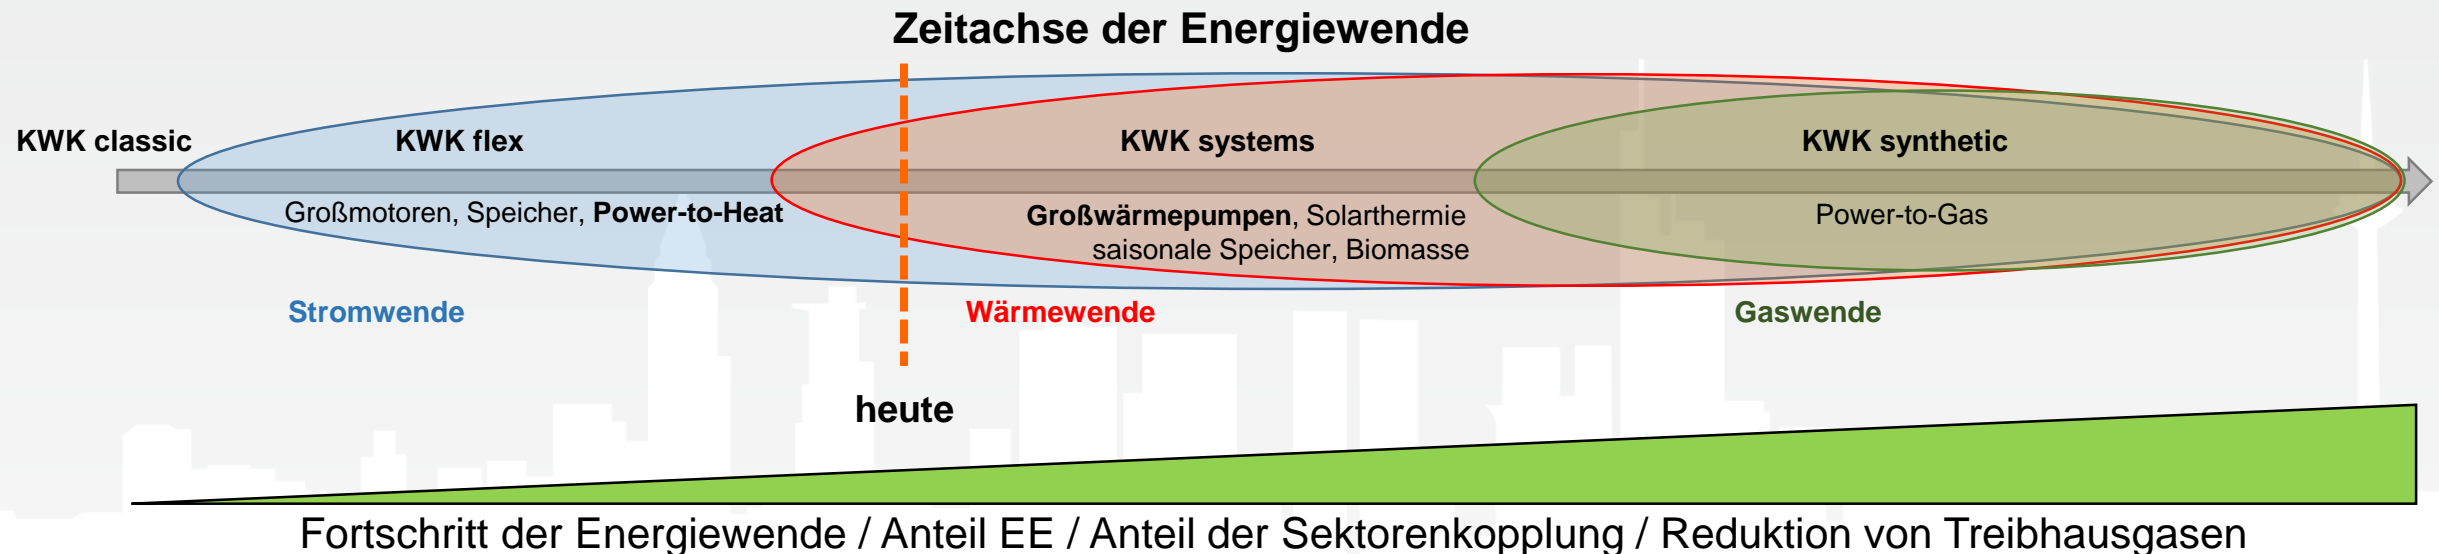 Zeitachse der Energiewende
KWK classic
KWK flex
KWK systems
KWK synthetic
Großmotoren, Speicher, Power-to-Heat
Großwärmepumpen, Solarthermie
saisonale Speicher, Biomasse
Power-to-Gas
Stromwende
Wärmewende
Gaswende
heute
Fortschritt der Energiewende / Anteil EE / Anteil der Sektorenkopplung / Reduktion von Treibhausgasen